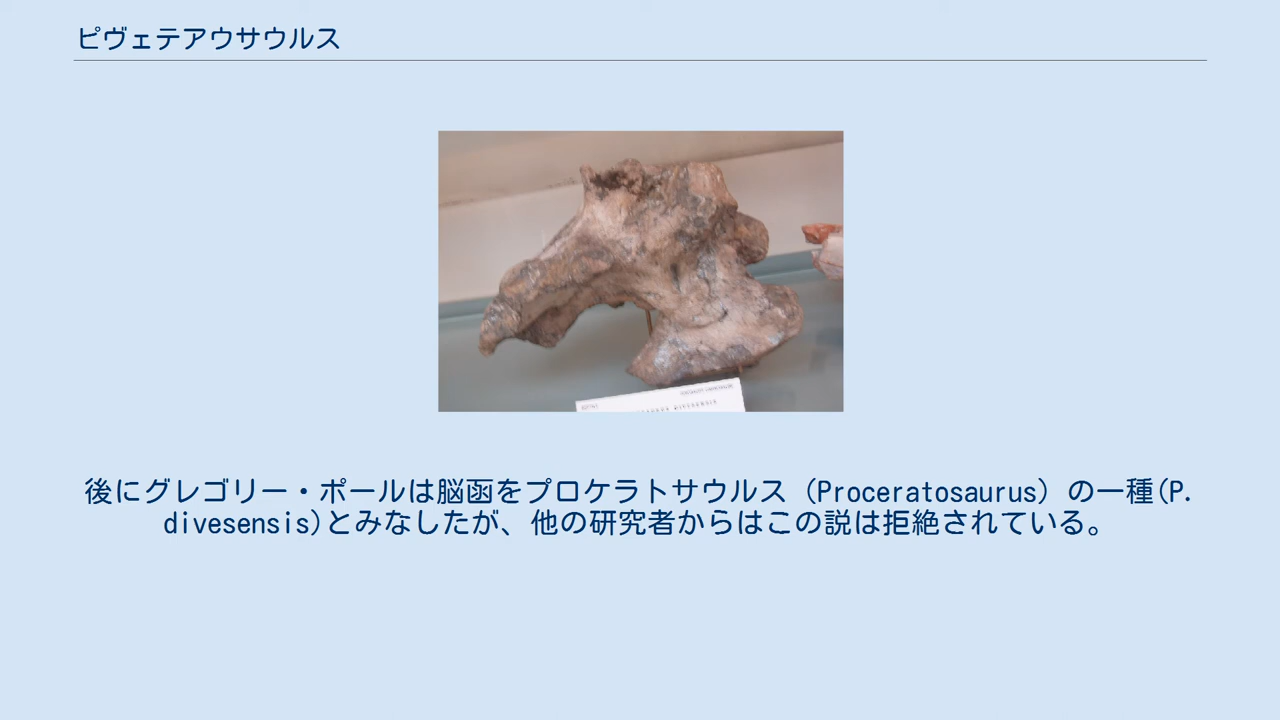 ピヴェテアウサウルス
後にグレゴリー・ポールは脳函をプロケラトサウルス（Proceratosaurus）の一種(P.
divesensis)とみなしたが、他の研究者からはこの説は拒絶されている。